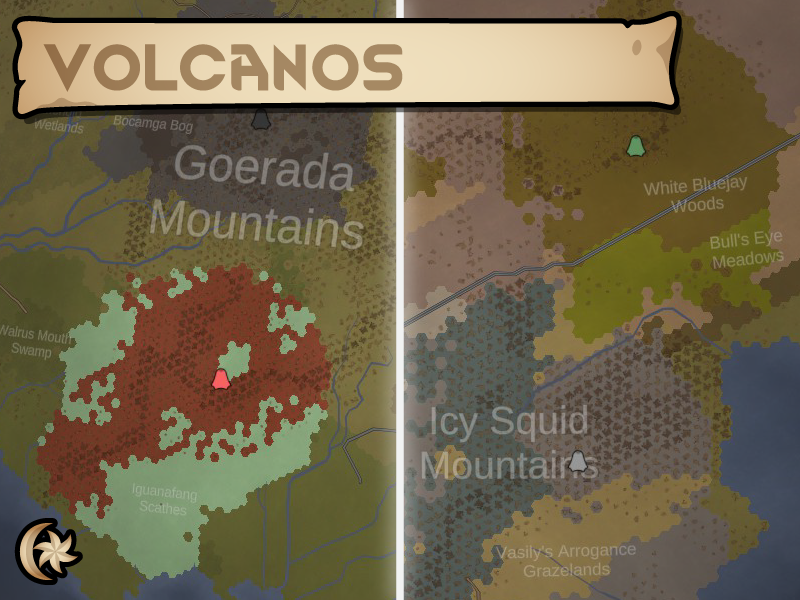 VOLCANOS
Wetlands
Bocamga Bog
Goerada
Mountains
Walrus Mouth
Swamp
Iguanafang
Scathes
White Bluejay
Woods
Bull's Eye
Meadows
Icy Squid
Mountains
Vasily's Arrogance
Grazelands